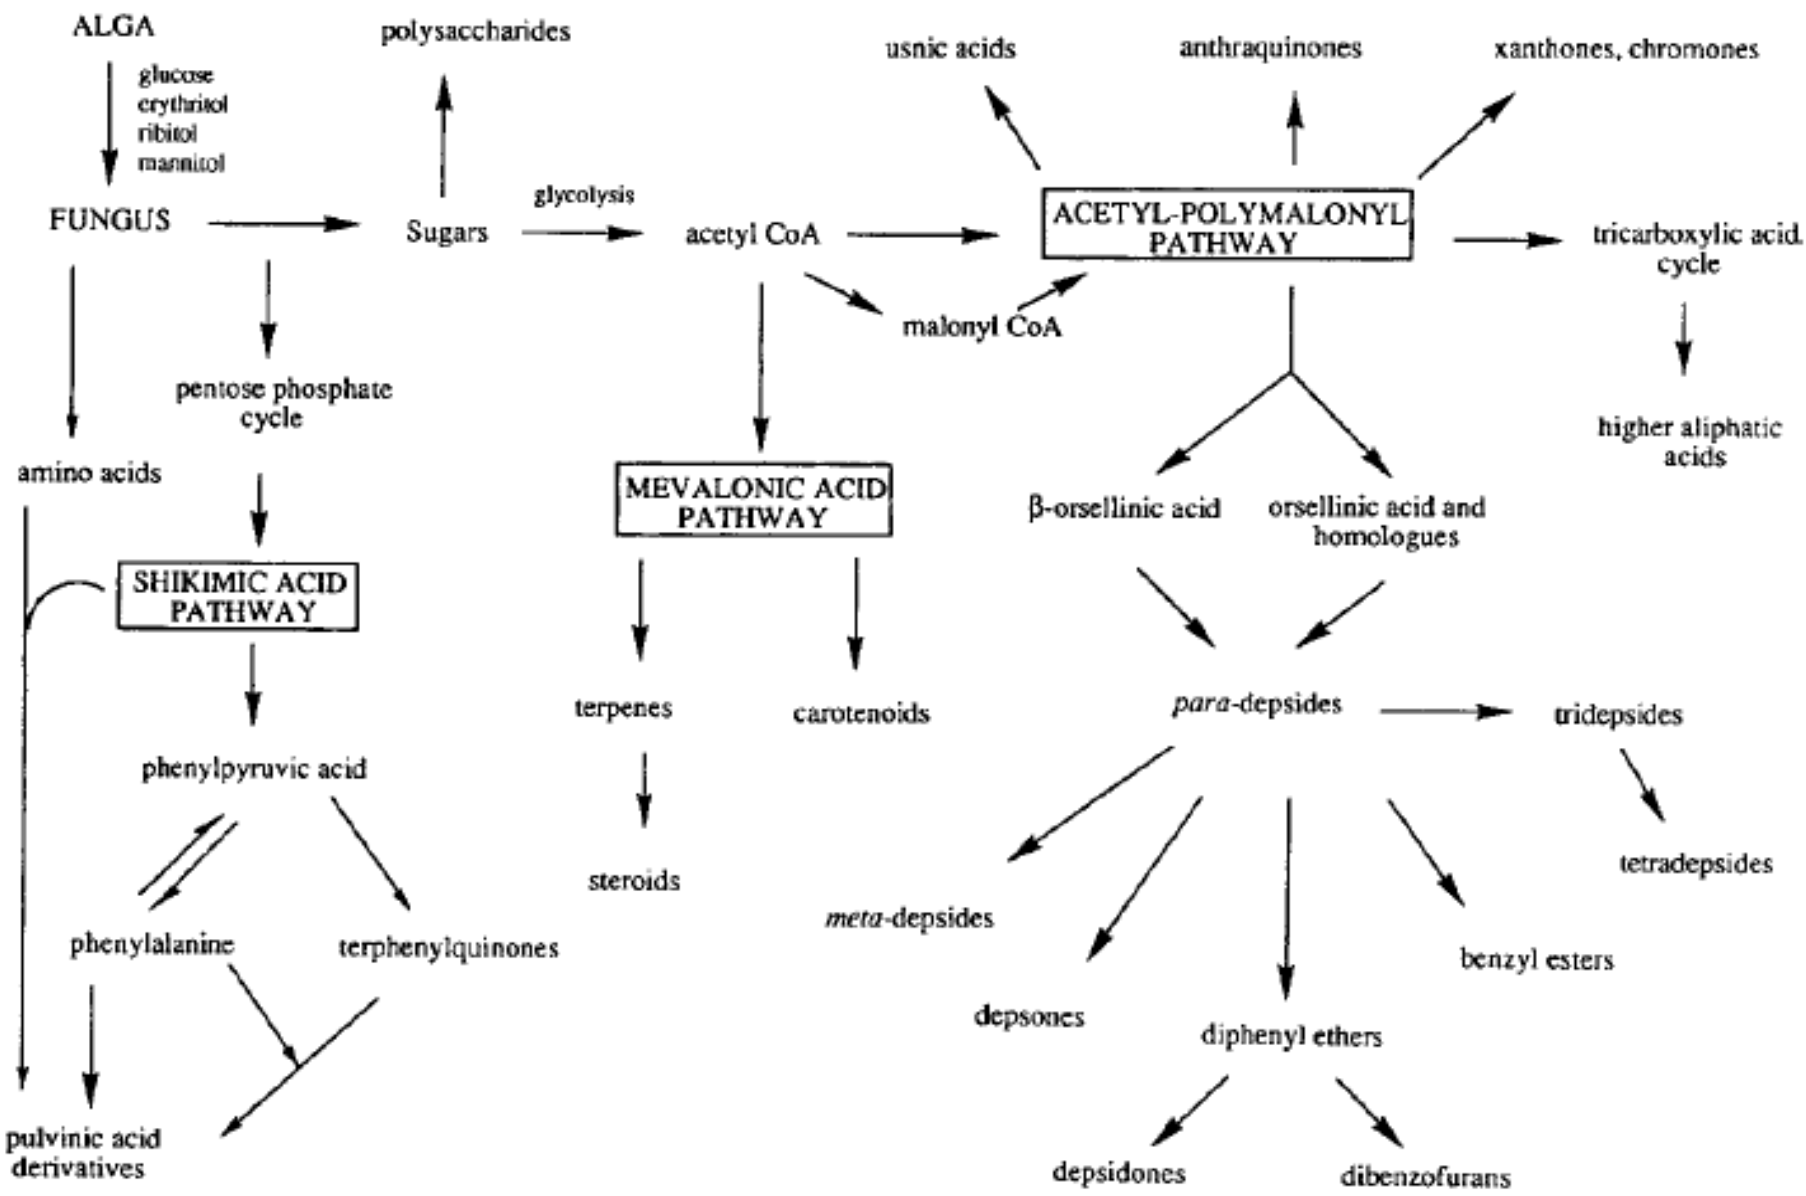 ALGA
glucose
erythritol
ribitol
mannitol
FUNGUS
polysaccharides
Sugars
glycolysis
acetyl CoA
malonyl CoA
usnic acids
anthraquinones
xanthones, chromones
ACETYL-POLYMALONYL
PATHWAY
tricarboxylic acid.
cycle
higher aliphatic
acids
pentose phosphate
cycle
amino acids
SHIKIMIC ACID
PATHWAY
MEVALONIC ACID
PATHWAY
β-orsellinic acid
orsellinic acid and
homologues
terpenes
carotenoids
steroids
para-depsides
tridepsides
tetradepsides
phenylpyruvic acid
phenylalanine
terphenylquinones
meta-depsides
depsones
diphenyl ethers
benzyl esters
pulvinic acid
derivatives
depsidones
dibenzofurans